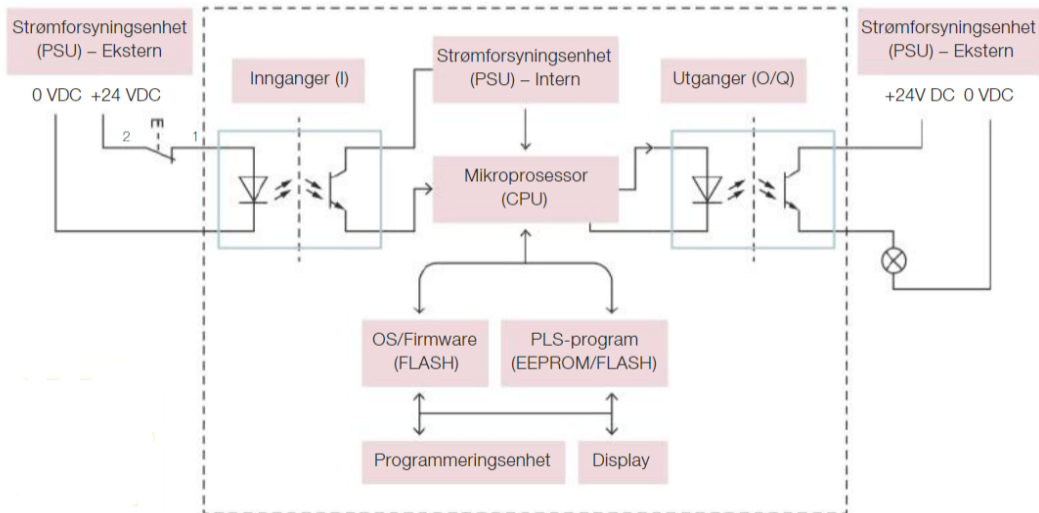 Strømforsyningsenhet
(PSU) – Ekstern
0 VDC +24 VDC
2
1
Innganger (I)
Strømforsyningsenhet
(PSU) – Intern
Utganger (O/Q)
Strømforsyningsenhet
(PSU) – Ekstern
+24V DC 0 VDC
Mikroprosessor
(CPU)
OS/Firmware
(FLASH)
PLS-program
(EEPROM/FLASH)
Programmeringsenhet
Display